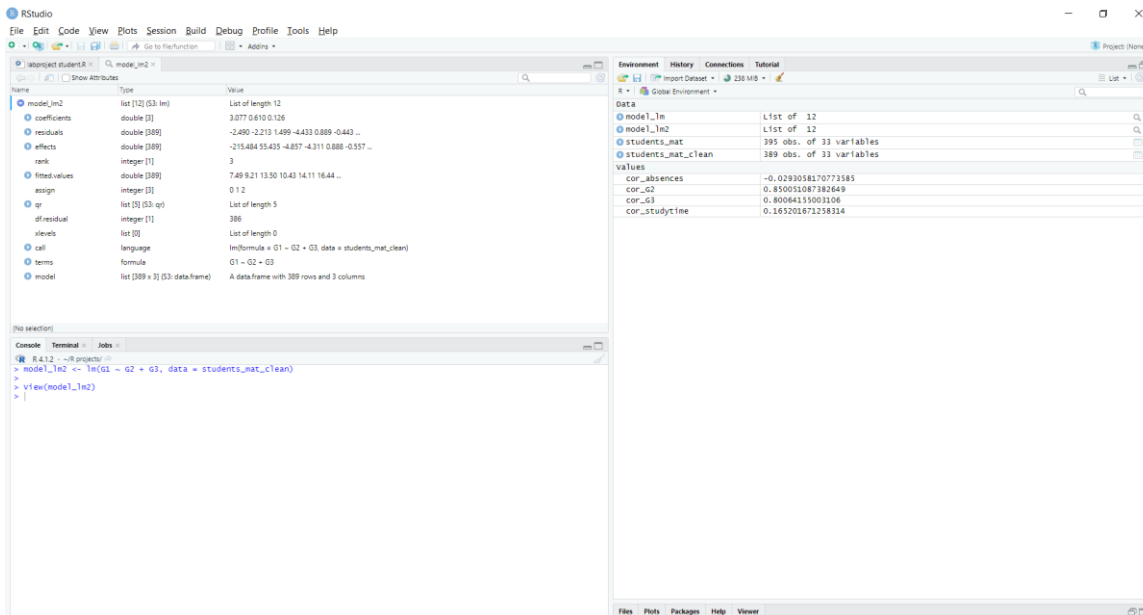 RStudio
File Edit Code View Plots Session Build Debug Profile Tools Help
Go to file/function Addins Project: (None
labproject student.R model_lm2
Show Attributes
Name Type Value
model_lm2 list [12] (S3: lm) List of length 12
coefficients double [3] 3.077 0.610 0.126
residuals double [389] -2.490 -2.213 1.499 -4.433 0.889 -0.443 ...
effects double [389] -215.484 55.435 -4.857 -4.311 0.888 -0.557 ...
rank integer [1] 3
fitted.values double [389] 7.49 9.21 13.50 10.43 14.11 16.44 ...
assign integer [3] 0 1 2
qr list [5] (S3: qr) List of length 5
df.residual integer [1] 386
xlevels list [0] List of length 0
call language lm(formula = G1 ~ G2 + G3, data = students_mat_clean)
terms formula G1 ~ G2 + G3
model list [389 x 3] (S3: data.frame) A data.frame with 389 rows and 3 columns
(No selection)
Console Terminal Jobs
R 4.1.2 · ~/R projects/
> model_lm2 <- lm(G1 ~ G2 + G3, data = students_mat_clean)
>
> view(model_lm2)
>
Environment History Connections Tutorial
Import Dataset 238 MiB List
R Global Environment
Data
model_lm List of 12
model_lm2 List of 12
students_mat 395 obs. of 33 variables
students_mat_clean 389 obs. of 33 variables
values
cor_absences -0.0293058170773585
cor_G2 0.850051087382649
cor_G3 0.80064155003106
cor_studytime 0.165201671258314
Files Plots Packages Help Viewer